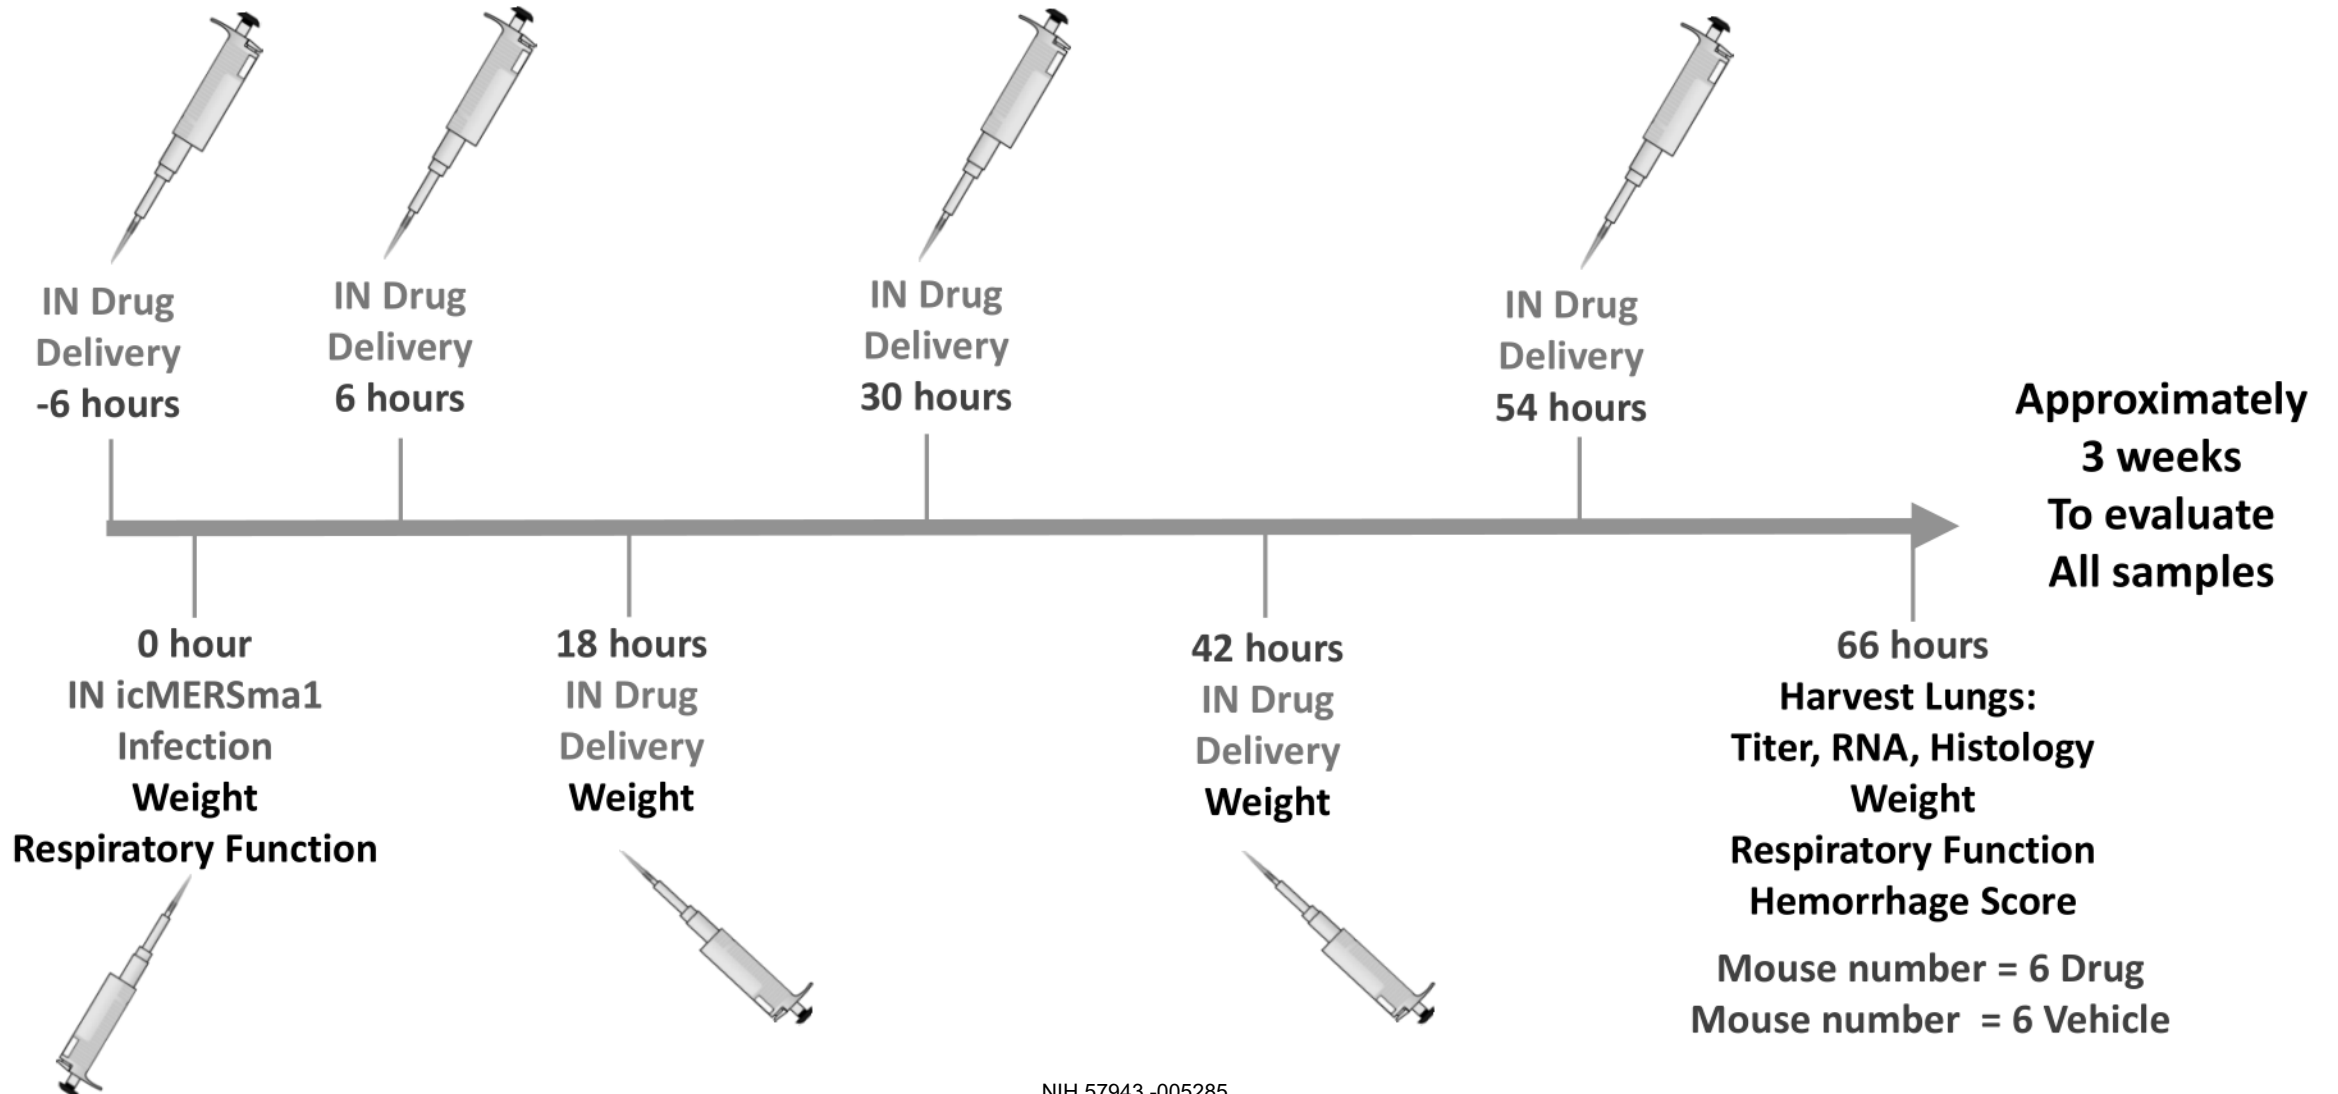 IN Drug
Delivery
-6 hours
IN Drug
Delivery
6 hours
IN Drug
Delivery
30 hours
IN Drug
Delivery
54 hours
Approximately
3 weeks
To evaluate
All samples
0 hour
IN icMERSma1
Infection
Weight
Respiratory Function
18 hours
IN Drug
Delivery
Weight
42 hours
IN Drug
Delivery
Weight
66 hours
Harvest Lungs:
Titer, RNA, Histology
Weight
Respiratory Function
Hemorrhage Score
Mouse number = 6 Drug
Mouse number = 6 Vehicle
NIH 57943 -005285